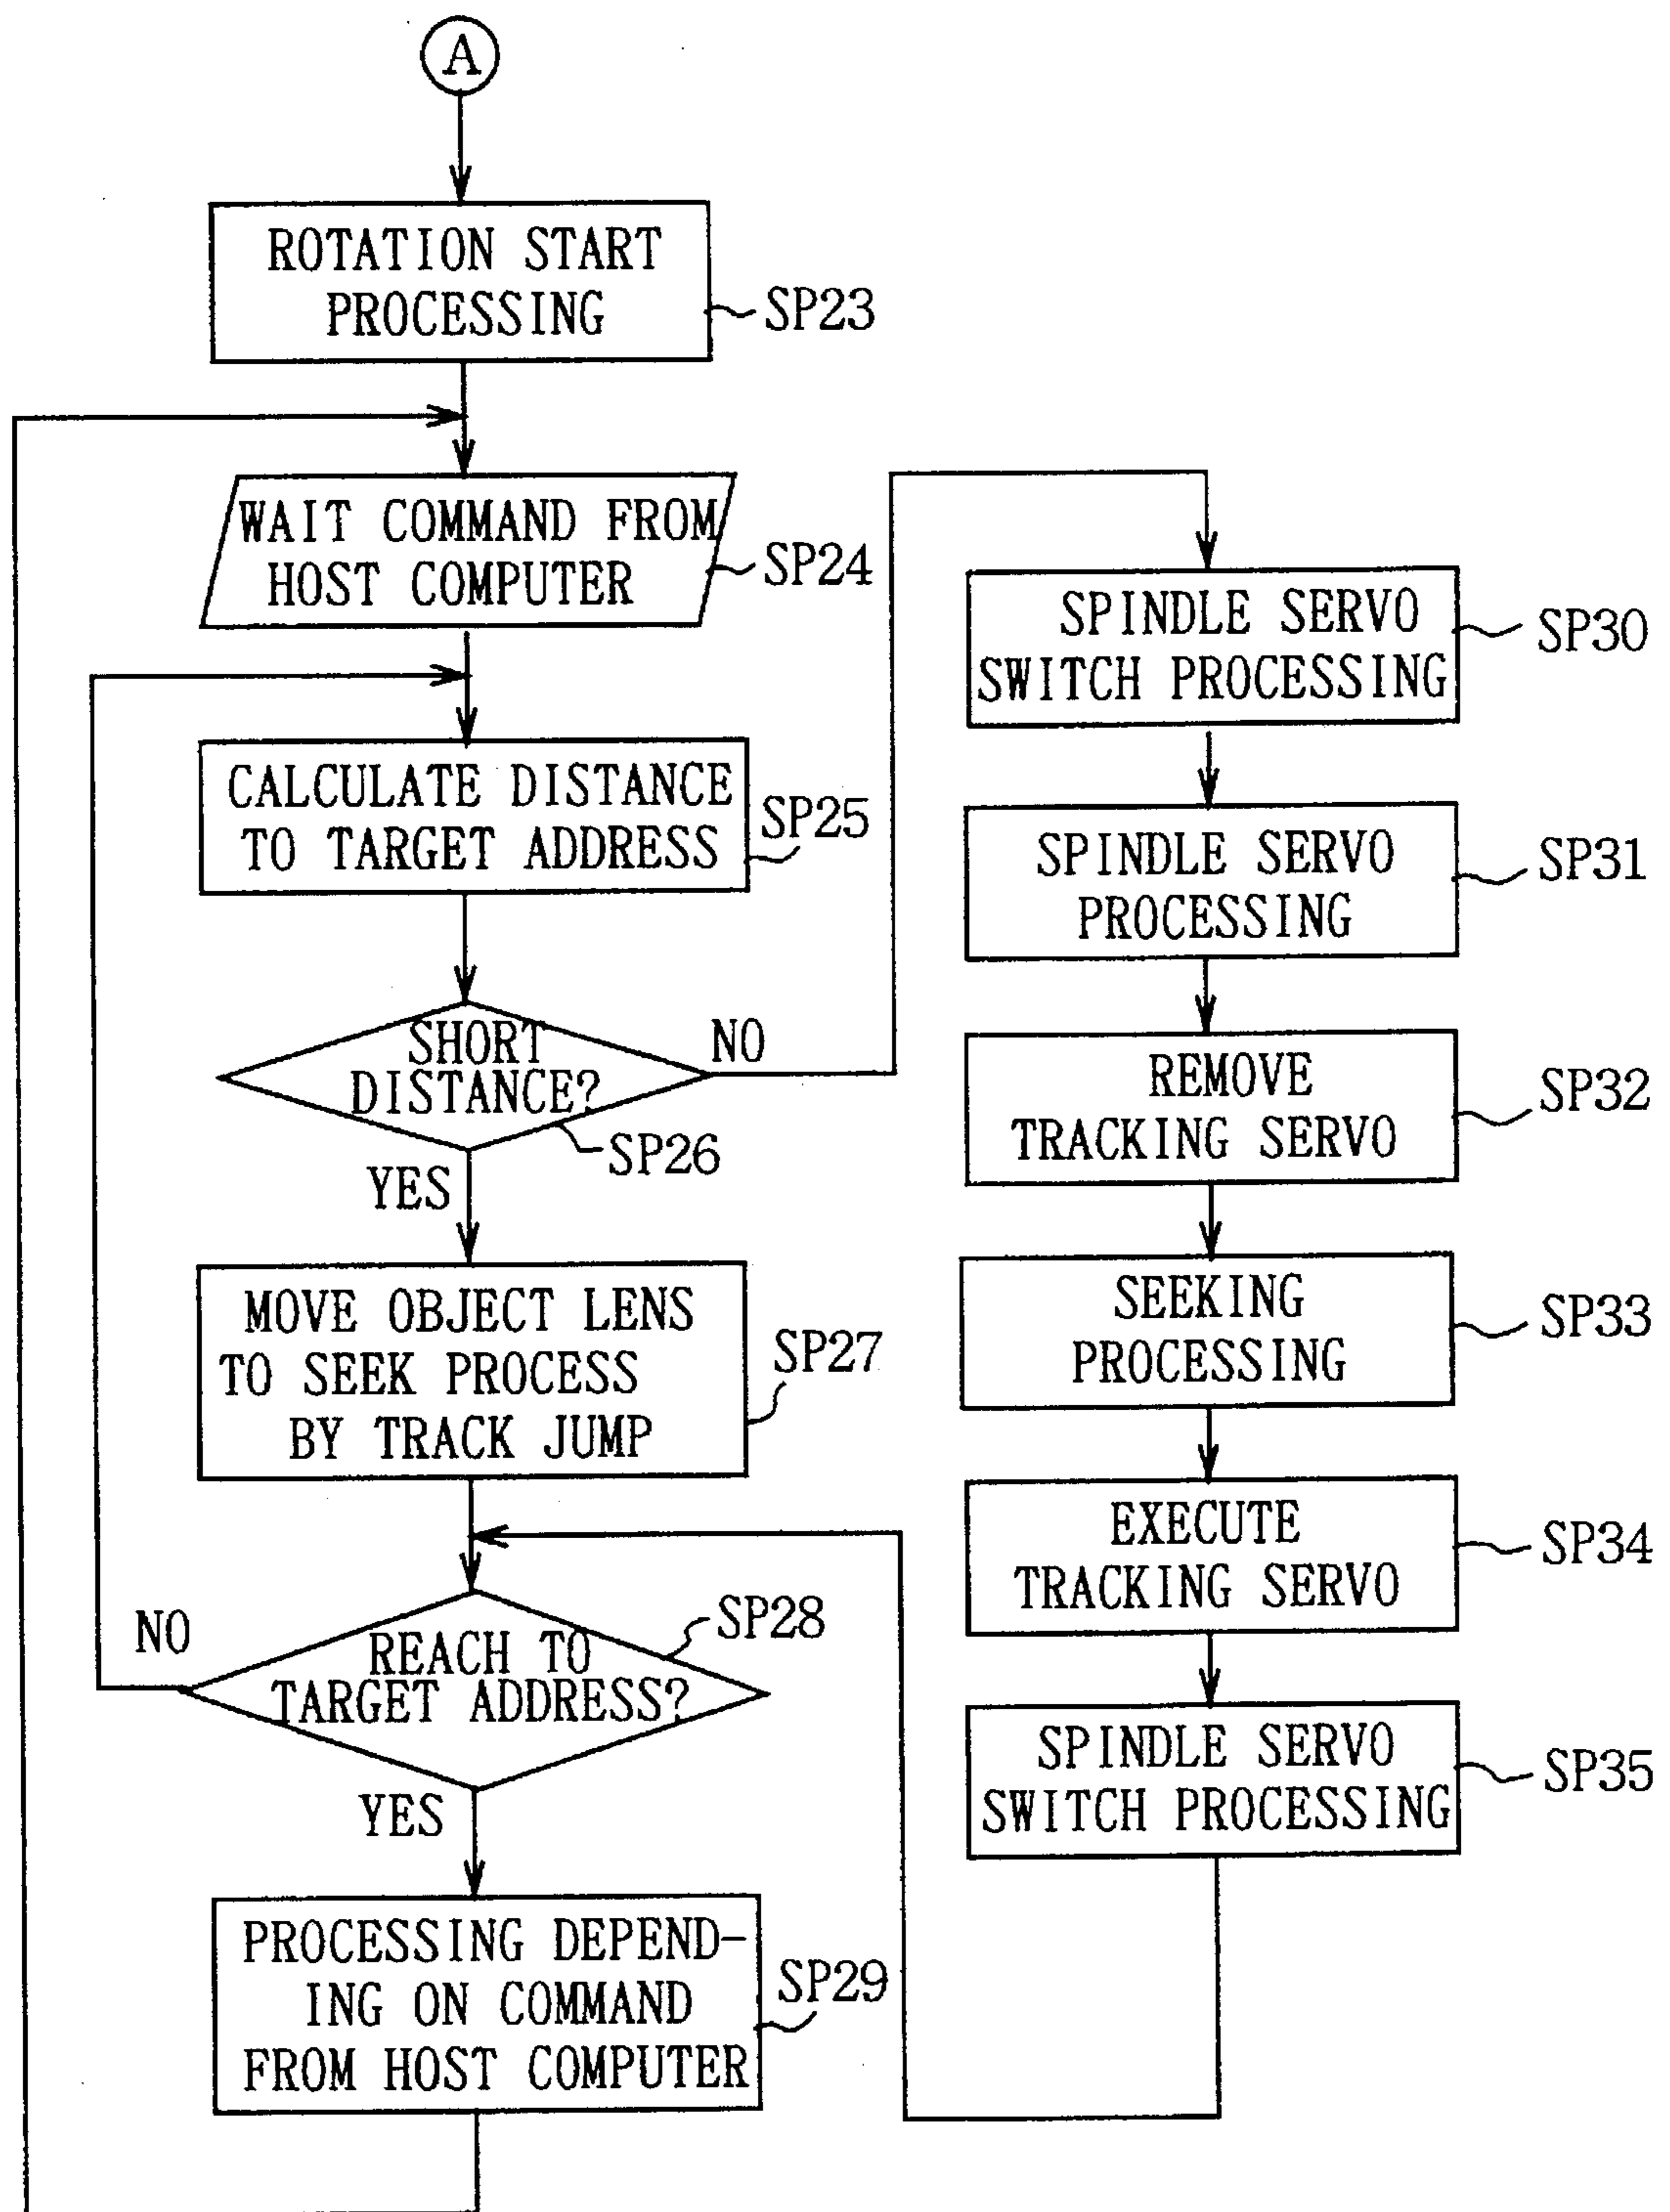 A
ROTATION START
PROCESSING
SP23
WAIT COMMAND FROM
HOST COMPUTER
SP24
CALCULATE DISTANCE
TO TARGET ADDRESS
SP25
SHORT
DISTANCE?
NO
SP26
YES
MOVE OBJECT LENS
TO SEEK PROCESS
BY TRACK JUMP
SP27
REACH TO
TARGET ADDRESS?
SP28
NO
YES
PROCESSING DEPEND-
ING ON COMMAND
FROM HOST COMPUTER
SP29
SPINDLE SERVO
SWITCH PROCESSING
SP30
SPINDLE SERVO
PROCESSING
SP31
REMOVE
TRACKING SERVO
SP32
SEEKING
PROCESSING
SP33
EXECUTE
TRACKING SERVO
SP34
SPINDLE SERVO
SWITCH PROCESSING
SP35